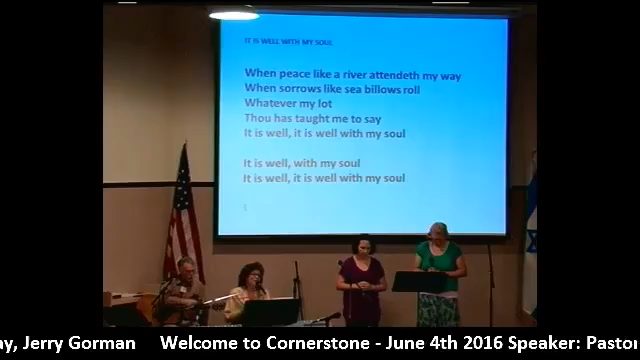 IT IS WELL WITH MY SOUL
When peace like a river attendeth my way
When sorrows like sea billows roll
Whatever my lot
Thou has taught me to say
It is well, it is well with my soul
It is well, with my soul
It is well, it is well with my soul
1
ay, Jerry Gorman Welcome to Cornerstone - June 4th 2016 Speaker: Pastor